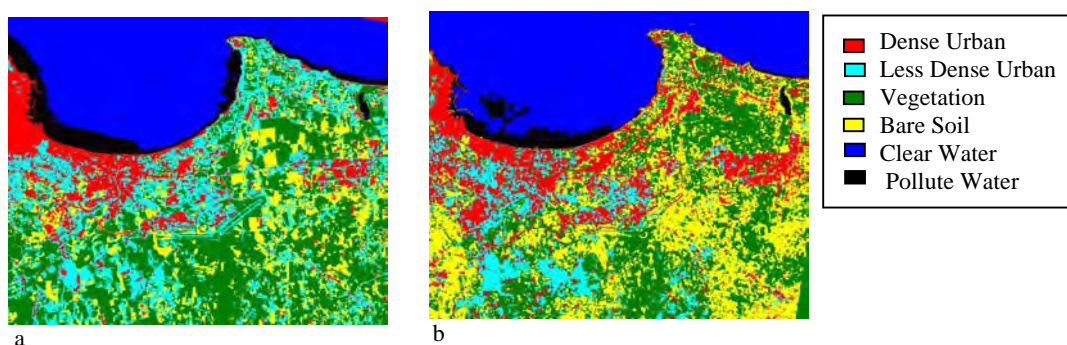 Dense Urban
Less Dense Urban
Vegetation
Bare Soil
Clear Water
Pollute Water
a
b